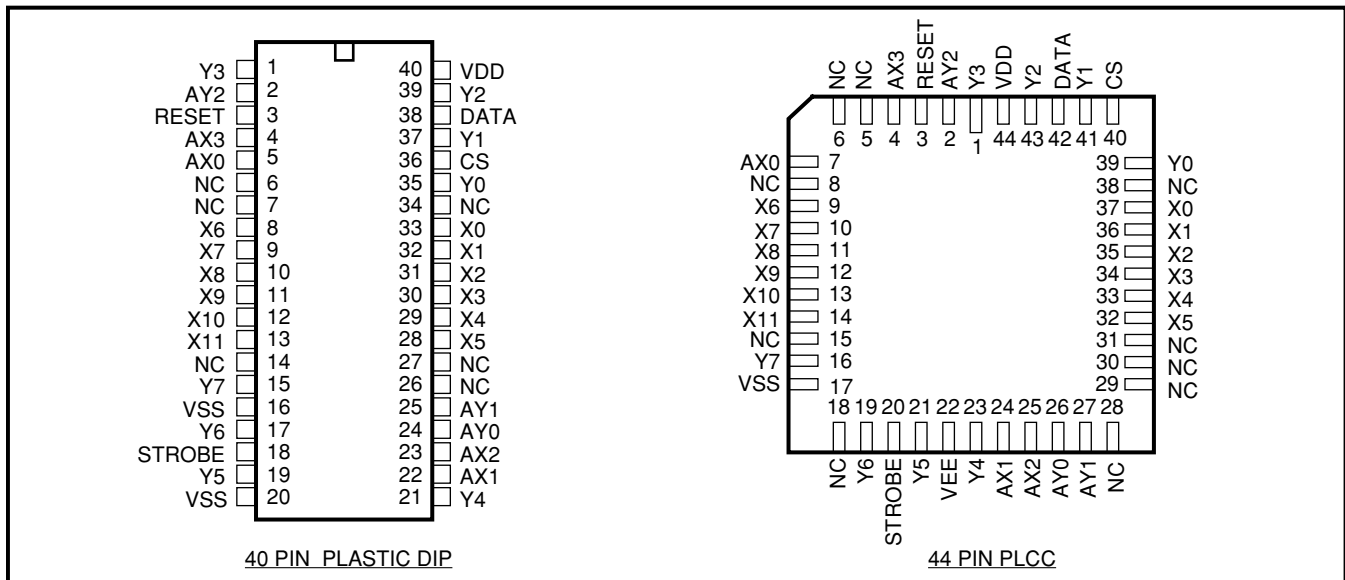 Y3 1 40 VDD
AY2 2 39 Y2
RESET 3 38 DATA
AX3 4 37 Y1
AX0 5 36 CS
NC 6 35 Y0
NC 7 34 NC
X6 8 33 X0
X7 9 32 X1
X8 10 31 X2
X9 11 30 X3
X10 12 29 X4
X11 13 28 X5
NC 14 27 NC
Y7 15 26 NC
VSS 16 25 AY1
Y6 17 24 AY0
STROBE 18 23 AX2
Y5 19 22 AX1
VSS 20 21 Y4
40 PIN PLASTIC DIP
NC NC AX3 RESET AY2 Y3 VDD Y2 DATA Y1 CS
6 5 4 3 2 1 44 43 42 41 40
AX0 7 39 Y0
NC 8 38 NC
X6 9 37 X0
X7 10 36 X1
X8 11 35 X2
X9 12 34 X3
X10 13 33 X4
X11 14 32 X5
NC 15 31 NC
Y7 16 30 NC
VSS 17 29 NC
18 19 20 21 22 23 24 25 26 27 28
NC Y6 STROBE Y5 VEE Y4 AX1 AX2 AY0 AY1 NC
44 PIN PLCC